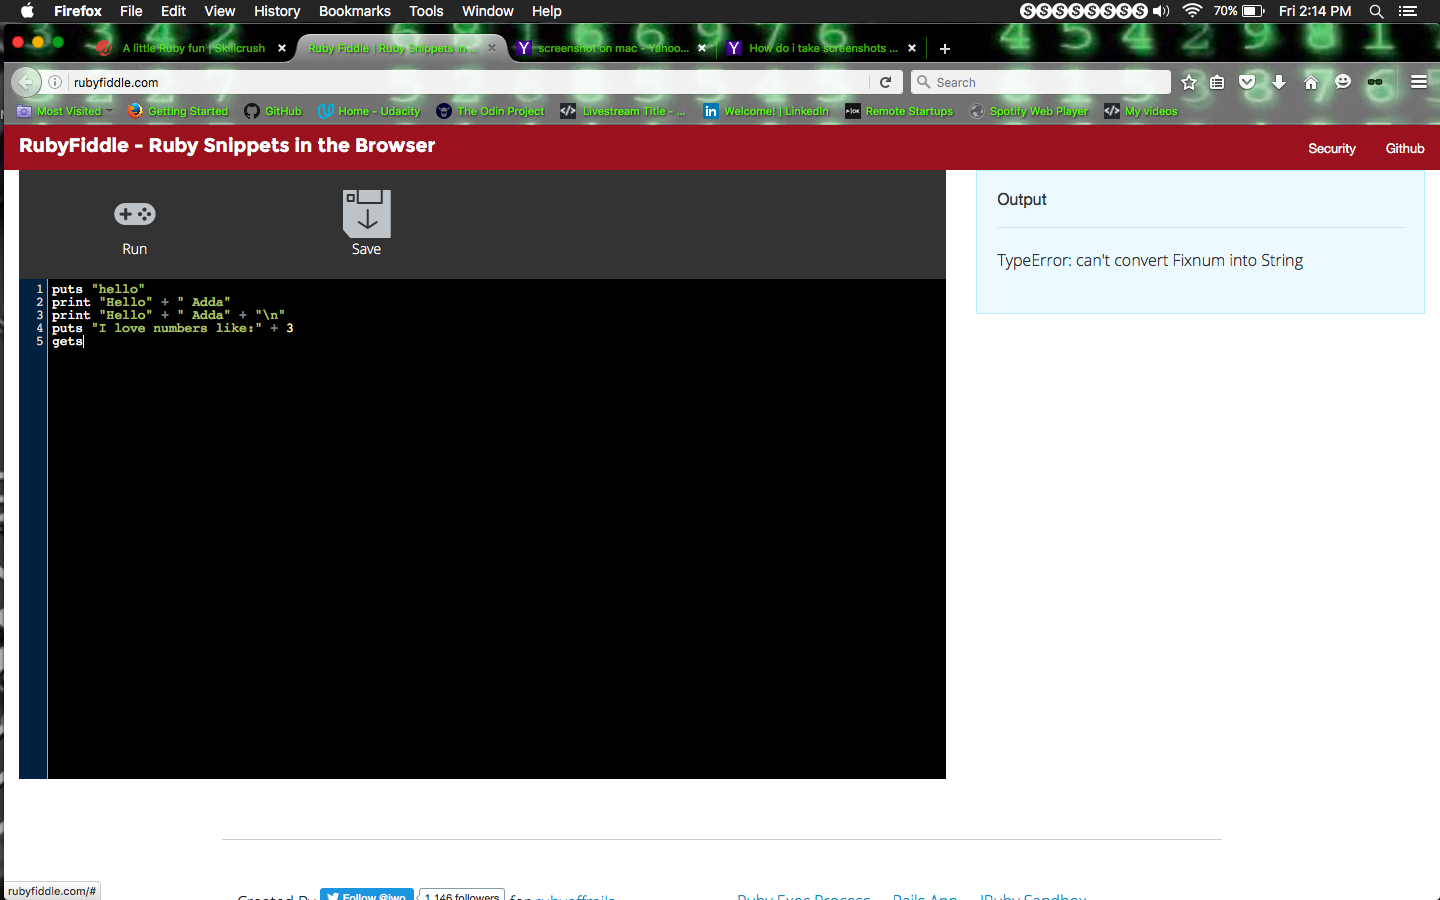 Firefox File Edit View History Bookmarks Tools Window Help 70% Fri 2:14 PM
A little Ruby fun | Skillcrush Ruby Fiddle | Ruby Snippets in ... screenshot on mac - Yahoo... How do i take screenshots ...
rubyfiddle.com Search
Most Visited Getting Started GitHub Home - Udacity The Odin Project Livestream Title - ... Welcome! | LinkedIn Remote Startups Spotify Web Player My videos
RubyFiddle - Ruby Snippets in the Browser Security Github
Run Save
Output
TypeError: can't convert Fixnum into String
1 puts "hello"
2 print "Hello" + " Adda"
3 print "Hello" + " Adda" + "\n"
4 puts "I love numbers like:" + 3
5 gets
rubyfiddle.com/#
Created By Follow @jwo 1,146 followers for rubyoffrails Ruby Exec Process Rails App JRuby Sandbox